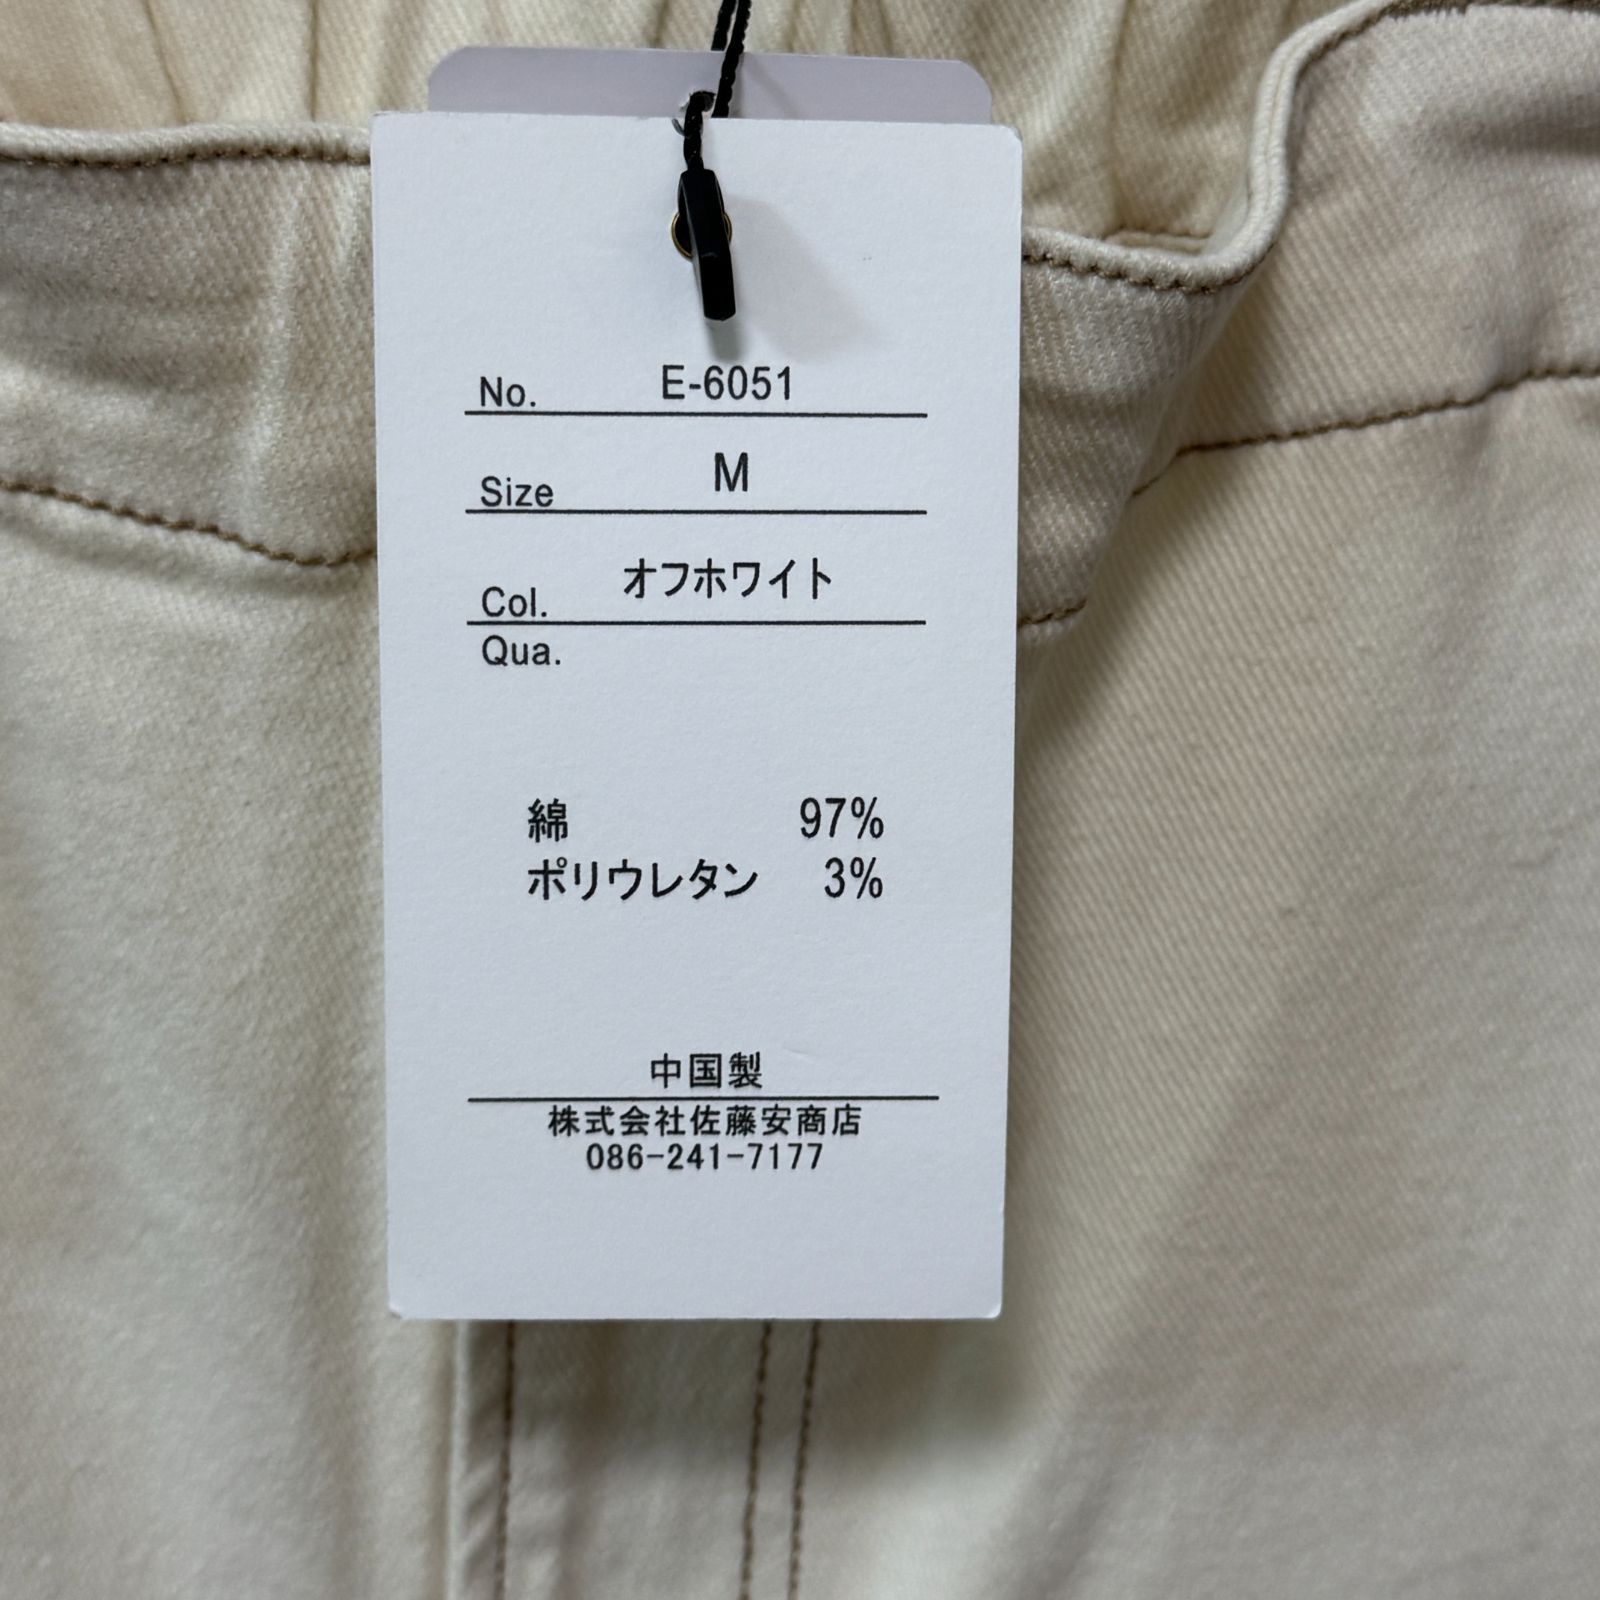 No. E-6051
Size M
Col. オフホワイト
Qua.
綿 97%
ポリウレタン 3%
中国製
株式会社佐藤安商店
086-241-7177